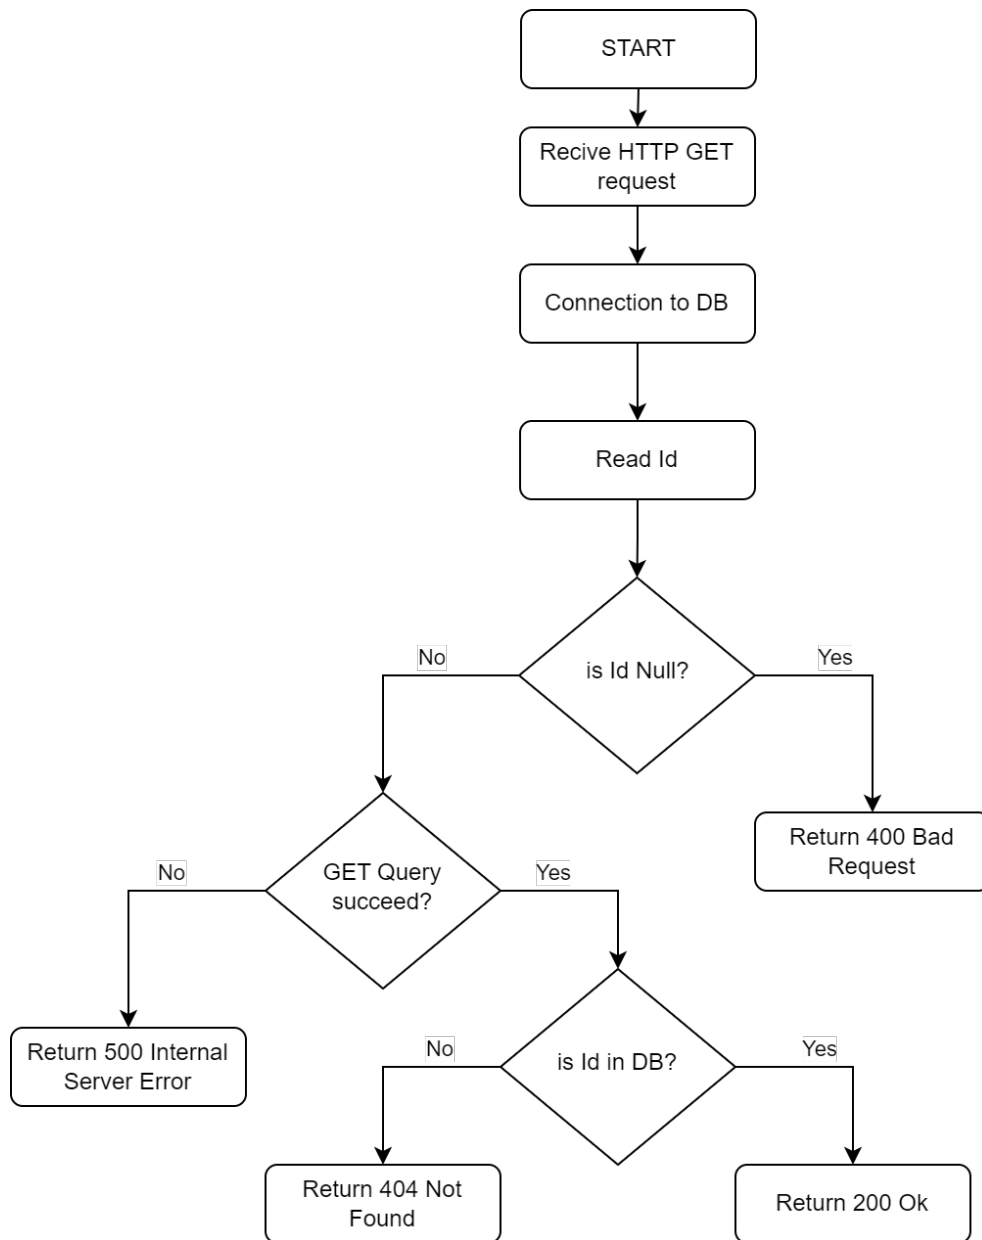 START
Recive HTTP GET
request
Connection to DB
Read Id
is Id Null?
No
Yes
Return 400 Bad
Request
GET Query
succeed?
No
Yes
Return 500 Internal
Server Error
is Id in DB?
No
Yes
Return 404 Not
Found
Return 200 Ok